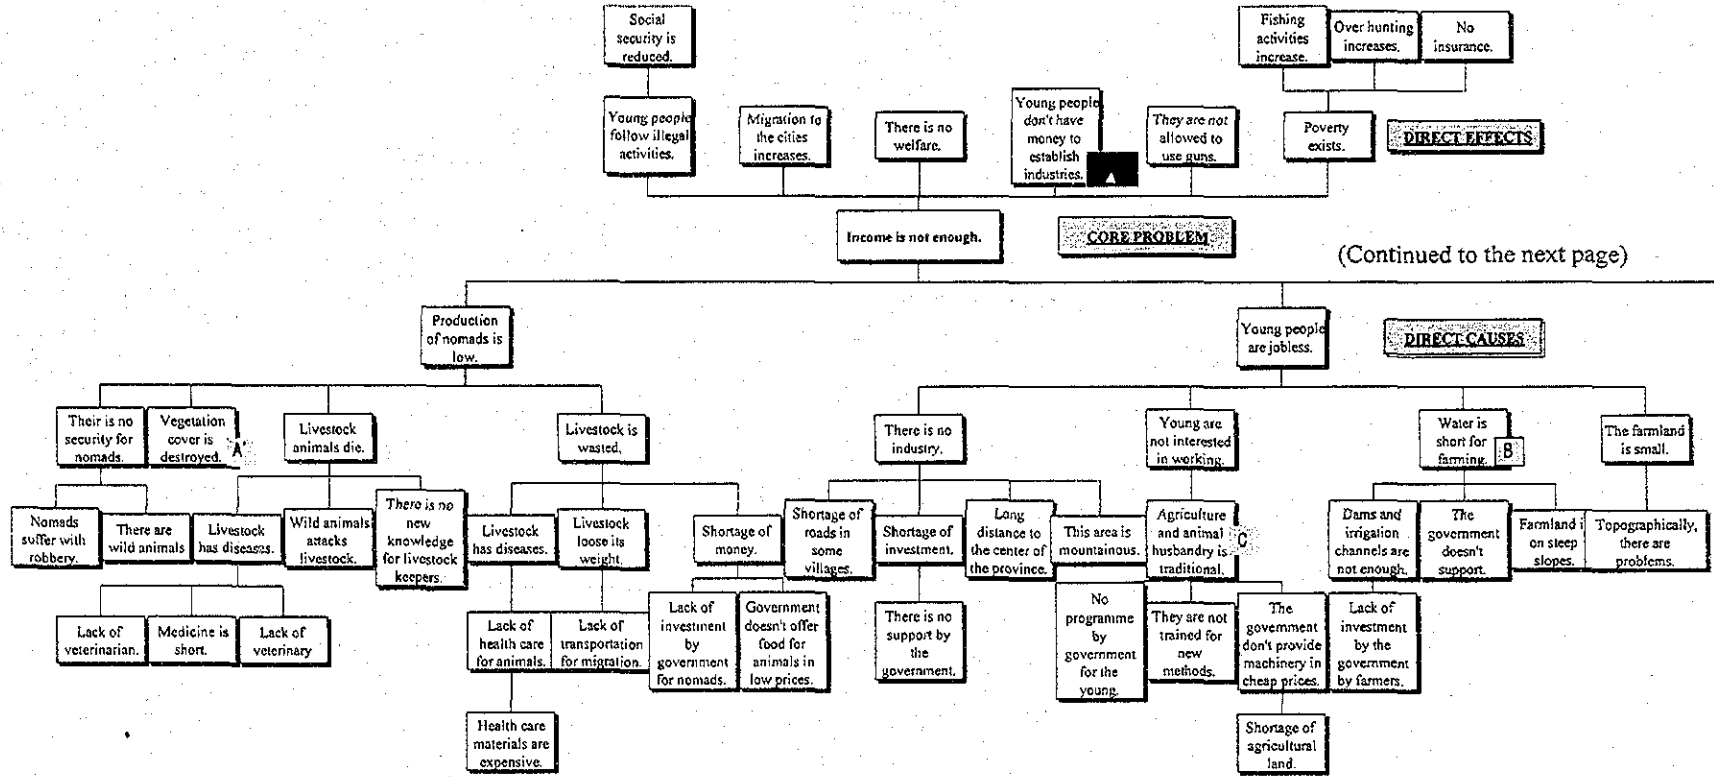 Social
security is
reduced.
Fishing
activities
increase.
Over hunting
increases.
No
insurance.
Young people
follow illegal
activities.
Migration to
the cities
increases.
There is no
welfare.
Young people
don't have
money to
establish
industries.
▲
They are not
allowed to
use guns.
Poverty
exists.
DIRECT EFFECTS
Income is not enough.
CORE PROBLEM
(Continued to the next page)
Production
of nomads is
low.
Young people
are jobless.
DIRECT CAUSES
Their is no
security for
nomads.
Vegetation
cover is
destroyed.
A'
Livestock
animals die.
Livestock is
wasted.
There is no
industry.
Young are
not interested
in working.
Water is
short for
farming.
B
The farmland
is small.
Nomads
suffer with
robbery.
There are
wild animals
Livestock
has diseases.
Wild animals
attacks
livestock.
There is no
new
knowledge
for livestock
keepers.
Livestock
has diseases.
Livestock
loose its
weight.
Shortage of
money.
Shortage of
roads in
some
villages.
Shortage of
investment.
Long
distance to
the center of
the province.
This area is
mountainous.
Agriculture
and animal
husbandry is
traditional.
C
Dams and
irrigation
channels are
not enough.
The
government
doesn't
support.
Farmland i
on steep
slopes.
Topographically,
there are
problems.
Lack of
veterinarian.
Medicine is
short.
Lack of
veterinary
Lack of
health care
for animals.
Lack of
transportation
for migration.
Lack of
investment
by
government
for nomads.
Government
doesn't offer
food for
animals in
low prices.
There is no
support by
the
government.
No
programme
by
government
for the
young.
They are not
trained for
new
methods.
The
government
don't provide
machinery in
cheap prices.
Lack of
investment
by the
government
by farmers.
Health care
materials are
expensive.
Shortage of
agricultural
land.